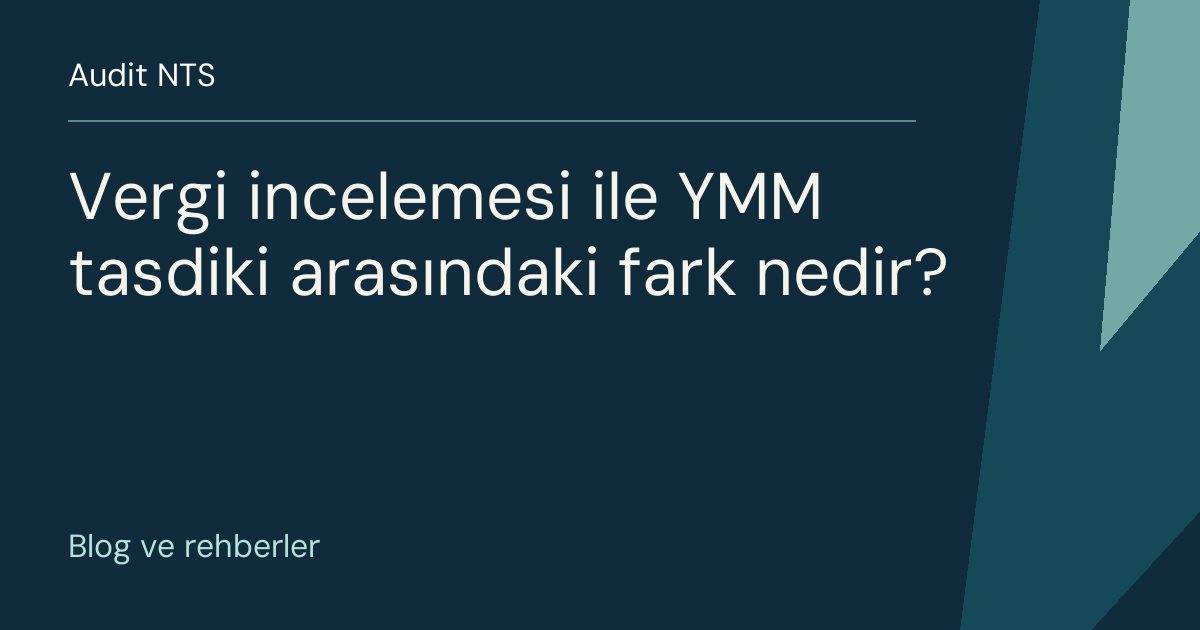 Audit NTS
Vergi incelemesi ile YMM
tasdiki arasındaki fark nedir?
Blog ve rehberler